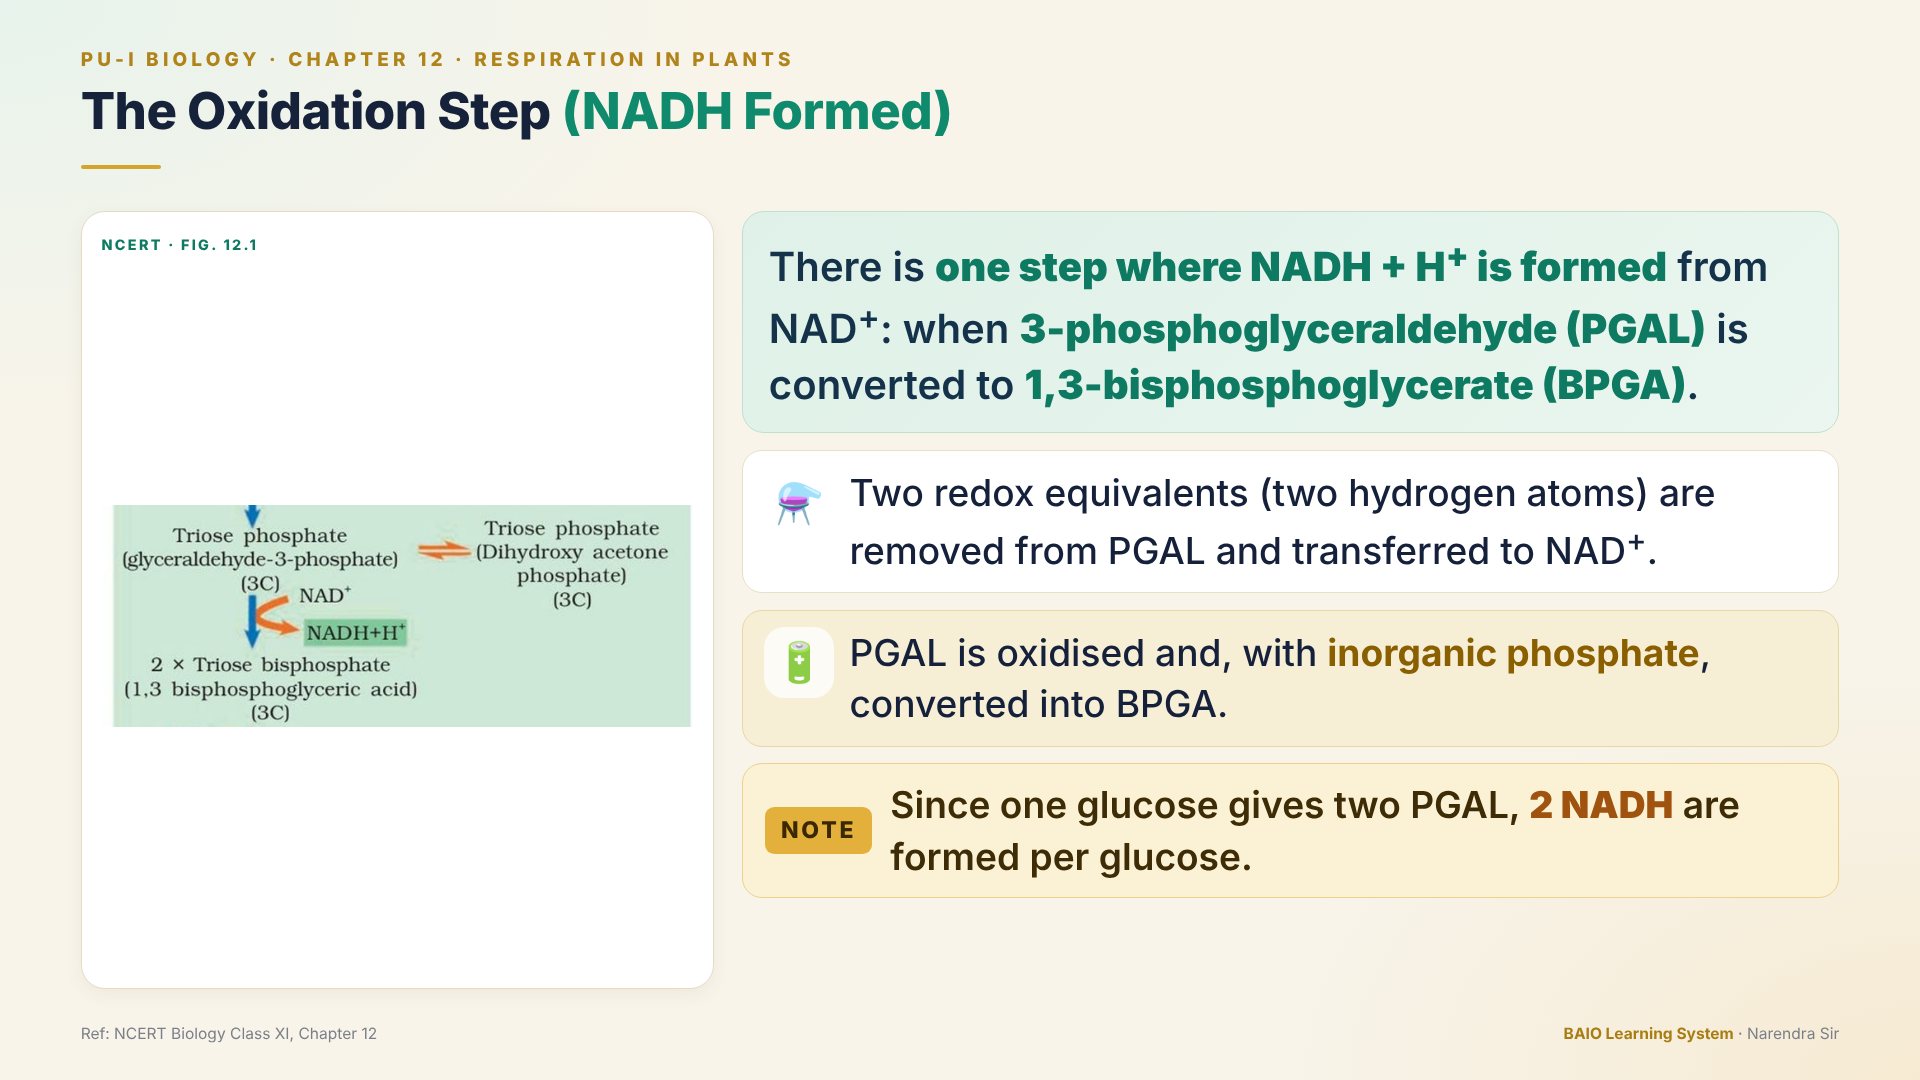 PU-I BIOLOGY · CHAPTER 12 · RESPIRATION IN PLANTS
The Oxidation Step (NADH Formed)
NCERT · FIG. 12.1
Triose phosphate
(glyceraldehyde-3-phosphate)
(3C)
Triose phosphate
(Dihydroxy acetone
phosphate)
(3C)
NAD⁺
NADH+H⁺
2 × Triose bisphosphate
(1,3 bisphosphoglyceric acid)
(3C)
There is one step where NADH + H⁺ is formed from
NAD⁺: when 3-phosphoglyceraldehyde (PGAL) is
converted to 1,3-bisphosphoglycerate (BPGA).
Two redox equivalents (two hydrogen atoms) are
removed from PGAL and transferred to NAD⁺.
PGAL is oxidised and, with inorganic phosphate,
converted into BPGA.
NOTE
Since one glucose gives two PGAL, 2 NADH are
formed per glucose.
Ref: NCERT Biology Class XI, Chapter 12
BAIO Learning System · Narendra Sir